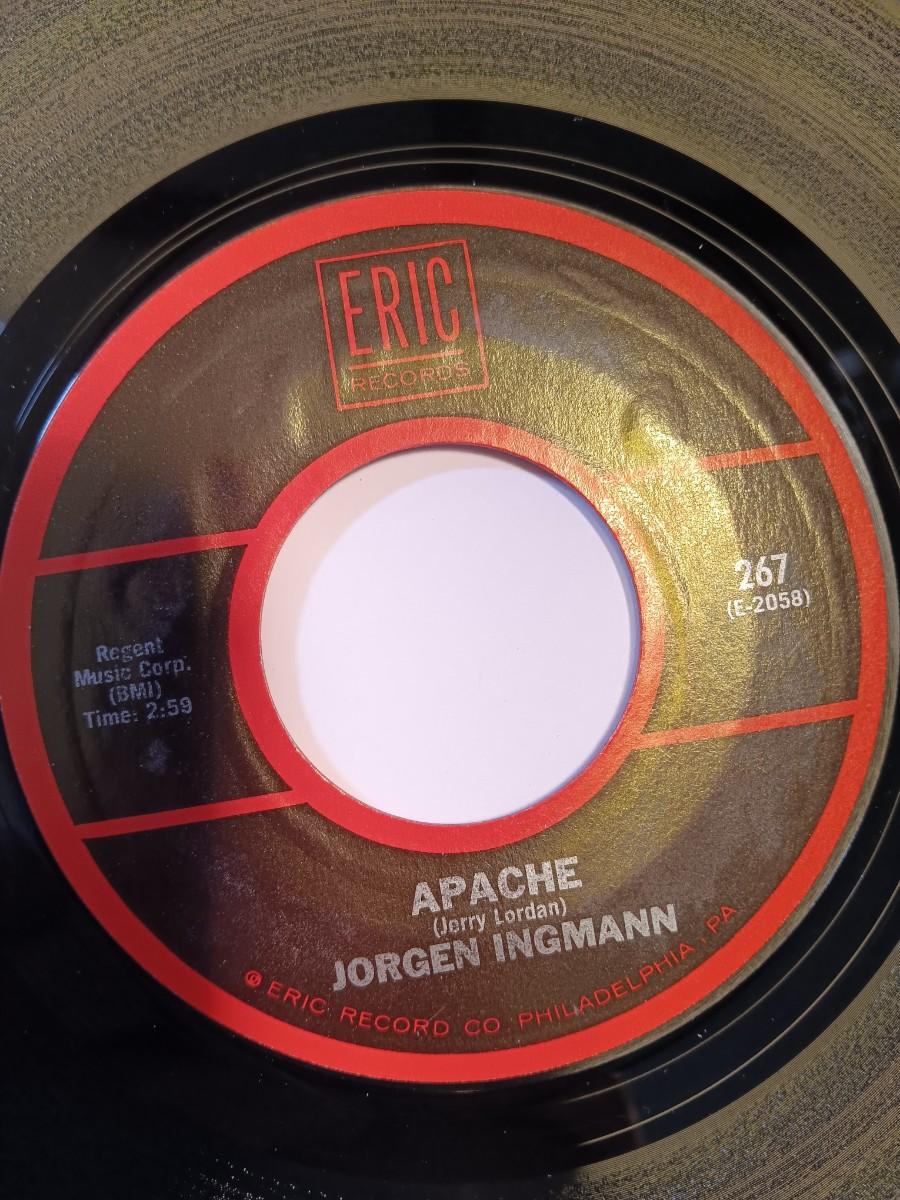 ERIC
RECORDS
267
(E-2058)
Regent
Music Corp.
(BMI)
Time: 2:59
APACHE
(Jerry Lordan)
JORGEN INGMANN
℗ ERIC RECORD CO. PHILADELPHIA, PA